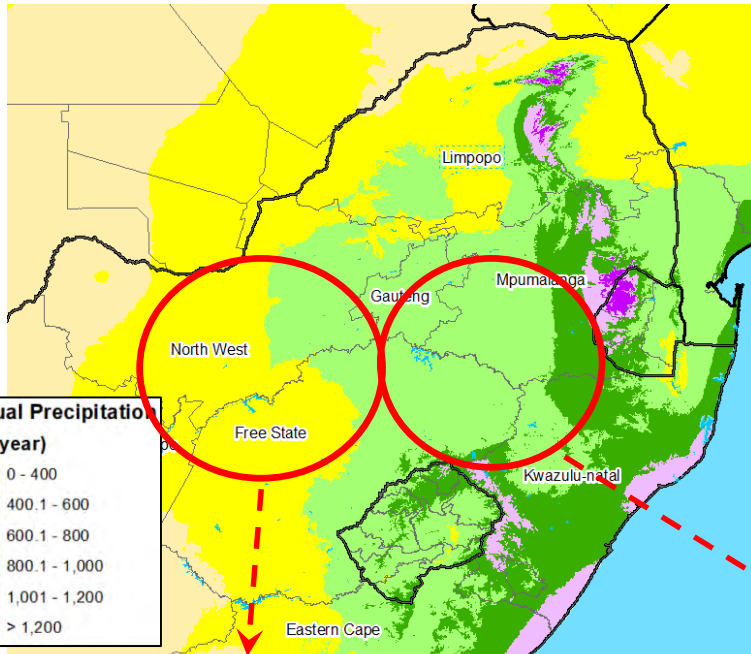 Limpopo
Mpumalanga
Gauteng
North West
Free State
Kwazulu-natal
Eastern Cape
ual Precipitation
year)
0 - 400
400.1 - 600
600.1 - 800
800.1 - 1,000
1,001 - 1,200
> 1,200